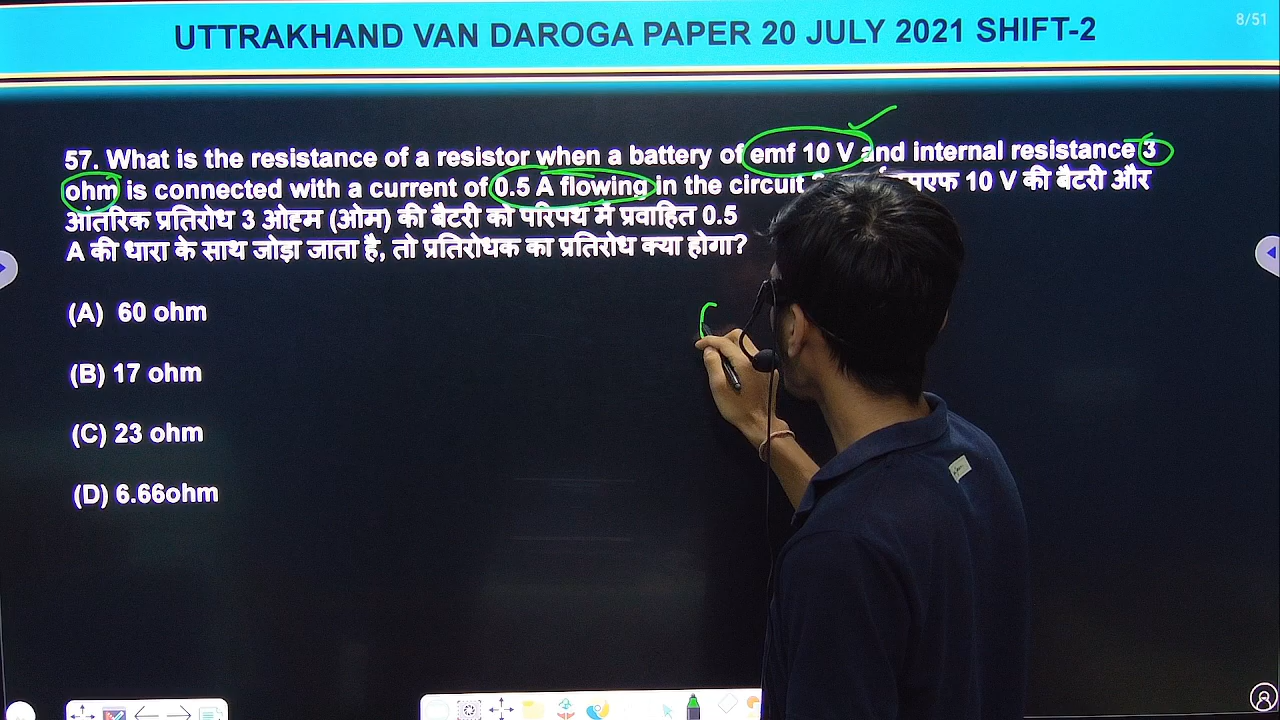 8/51
UTTRAKHAND VAN DAROGA PAPER 20 JULY 2021 SHIFT-2
57. What is the resistance of a resistor when a battery of emf 10 V and internal resistance 3
ohm is connected with a current of 0.5 A flowing in the circuit 10 V की बैटरी और
आंतरिक प्रतिरोध 3 ओह्म (ओम) की बैटरी को परिपथ में प्रवाहित 0.5
A की धारा के साथ जोड़ा जाता है, तो प्रतिरोधक का प्रतिरोध क्या होगा?
(A) 60 ohm
(B) 17 ohm
(C) 23 ohm
(D) 6.66ohm